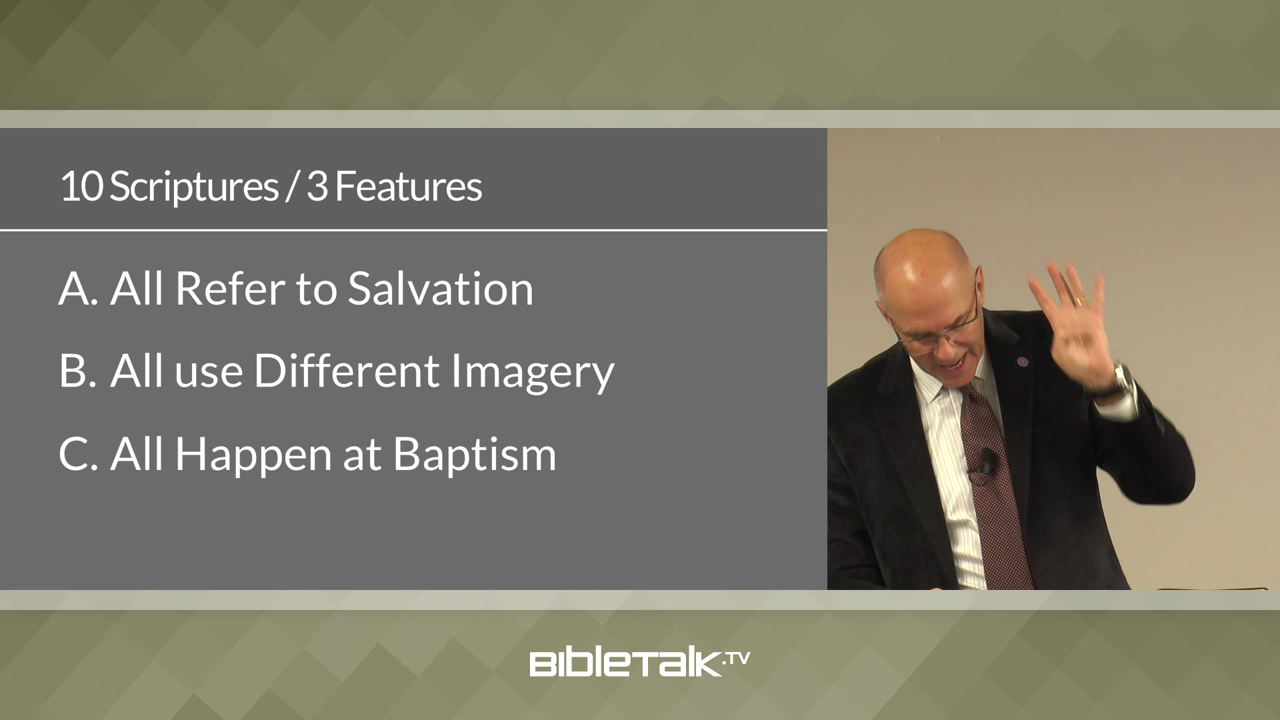 10 Scriptures / 3 Features
A. All Refer to Salvation
B. All use Different Imagery
C. All Happen at Baptism
BIBLETALK.TV